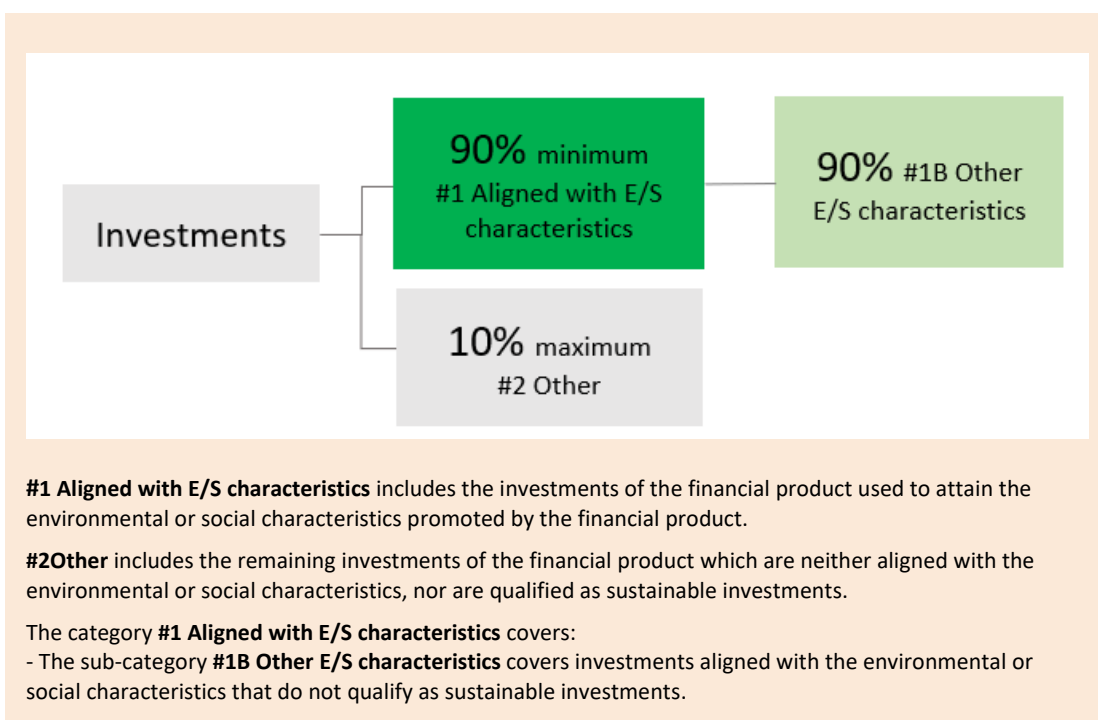 Investments
90% minimum
#1 Aligned with E/S
characteristics
90% #1B Other
E/S characteristics
10% maximum
#2 Other
#1 Aligned with E/S characteristics includes the investments of the financial product used to attain the
environmental or social characteristics promoted by the financial product.
#2Other includes the remaining investments of the financial product which are neither aligned with the
environmental or social characteristics, nor are qualified as sustainable investments.
The category #1 Aligned with E/S characteristics covers:
- The sub-category #1B Other E/S characteristics covers investments aligned with the environmental or
social characteristics that do not qualify as sustainable investments.